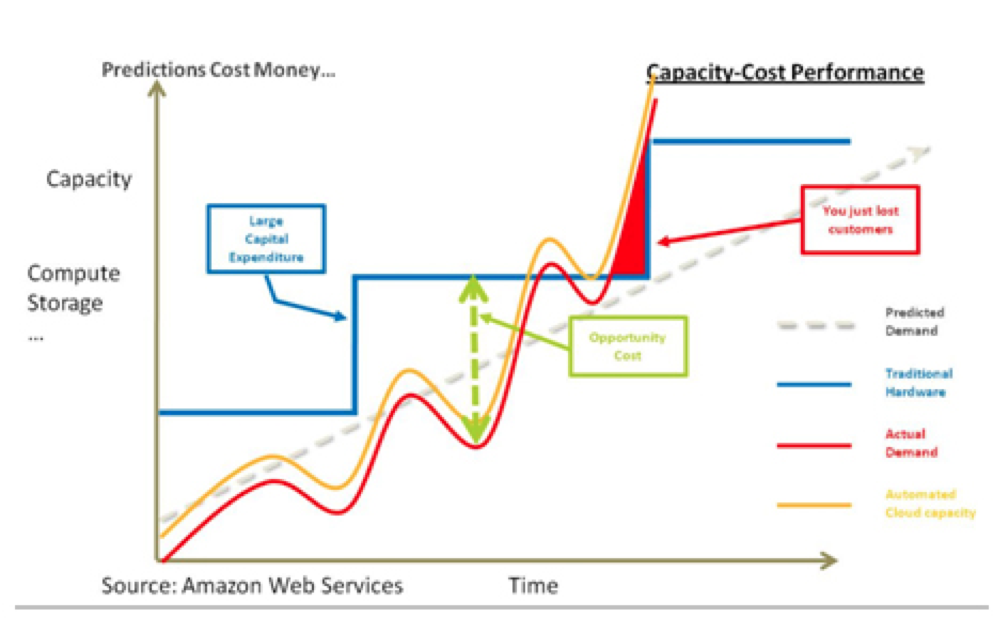 Predictions Cost Money...
Capacity-Cost Performance
Capacity
Large
Capital
Expenditure
You just lost
customers
Compute
Storage
...
Opportunity
Cost
Predicted
Demand
Traditional
Hardware
Actual
Demand
Automated
Cloud capacity
Source: Amazon Web Services
Time